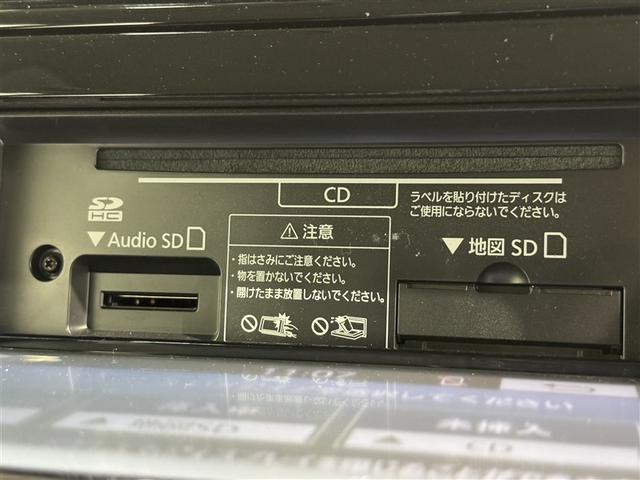 CD
ラベルを貼り付けたディスクは
ご使用にならないでください。
SD
HC
▼Audio SD
⚠注意
・指はさみにご注意ください。
・物を置かないでください。
・開けたまま放置しないでください。
▼地図 SD
CD